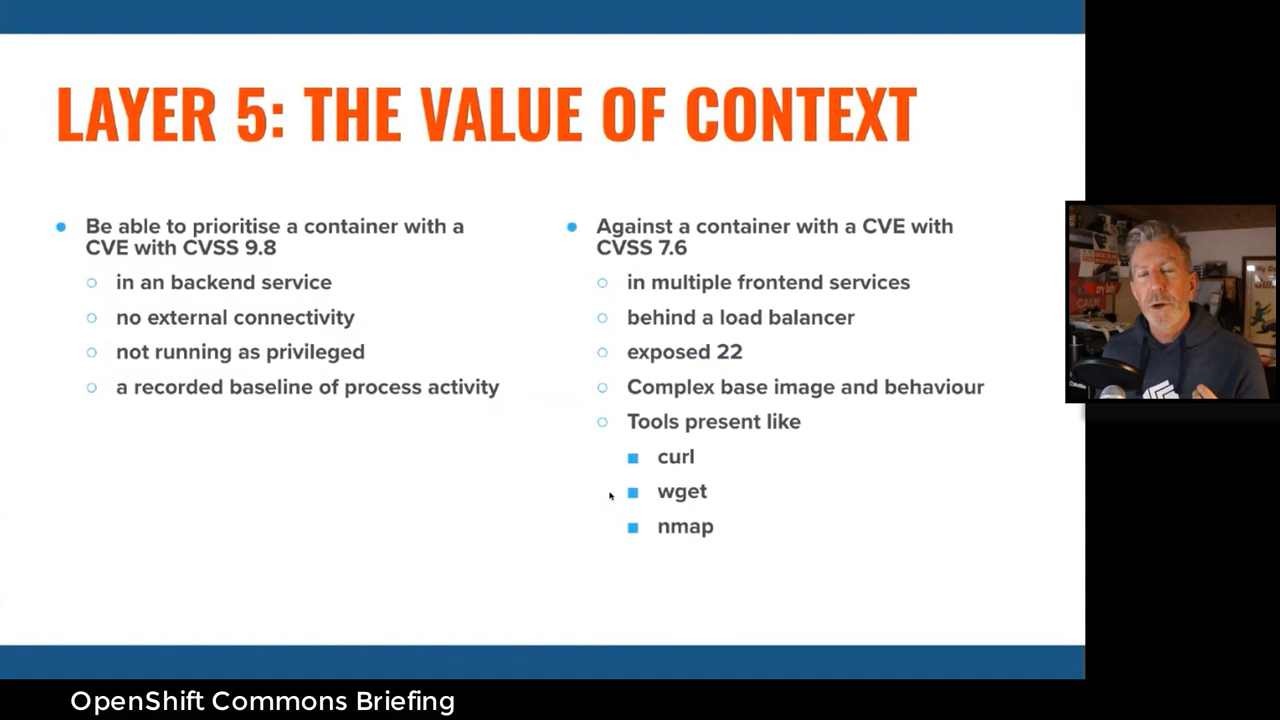 LAYER 5: THE VALUE OF CONTEXT
Be able to prioritise a container with a
CVE with CVSS 9.8
in an backend service
no external connectivity
not running as privileged
a recorded baseline of process activity
Against a container with a CVE with
CVSS 7.6
in multiple frontend services
behind a load balancer
exposed 22
Complex base image and behaviour
Tools present like
curl
wget
nmap
OpenShift Commons Briefing